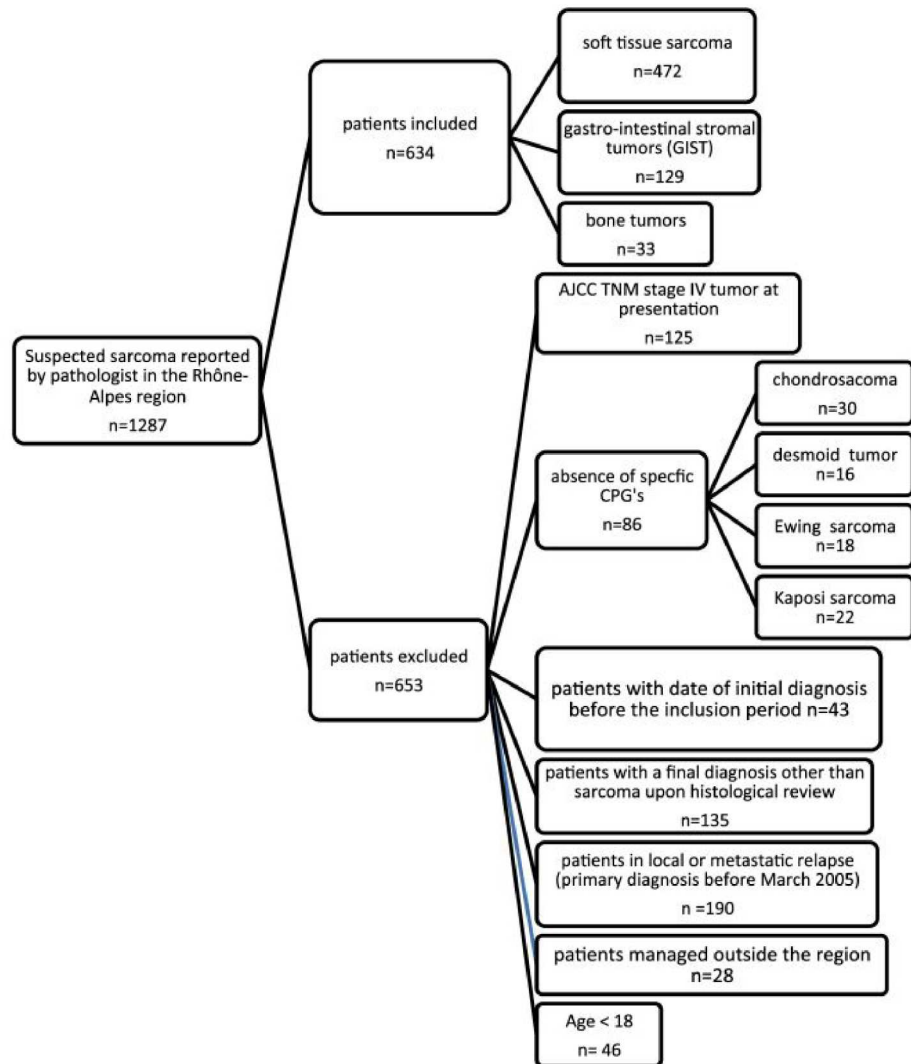 Suspected sarcoma reported
by pathologist in the Rhône-
Alpes region
n=1287
patients included
n=634
soft tissue sarcoma
n=472
gastro-intestinal stromal
tumors (GIST)
n=129
bone tumors
n=33
patients excluded
n=653
AJCC TNM stage IV tumor at
presentation
n=125
absence of specfic
CPG's
n=86
chondrosacoma
n=30
desmoid tumor
n=16
Ewing sarcoma
n=18
Kaposi sarcoma
n=22
patients with date of initial diagnosis
before the inclusion period n=43
patients with a final diagnosis other than
sarcoma upon histological review
n=135
patients in local or metastatic relapse
(primary diagnosis before March 2005)
n =190
patients managed outside the region
n=28
Age < 18
n= 46